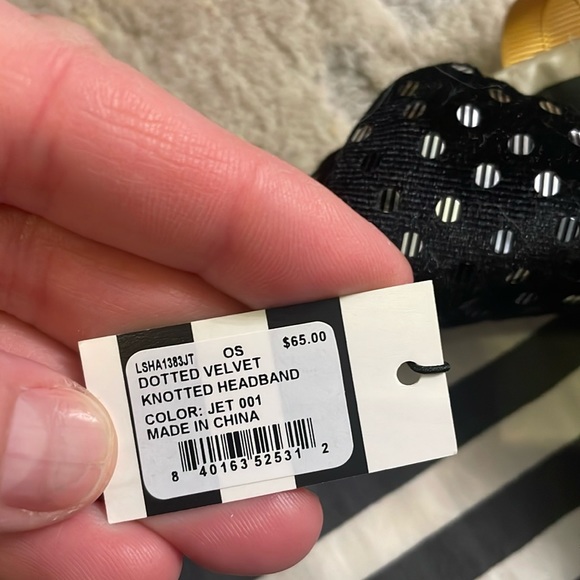 LSHA1383JT OS $65.00
DOTTED VELVET
KNOTTED HEADBAND
COLOR: JET 001
MADE IN CHINA
8 40163 52531 2